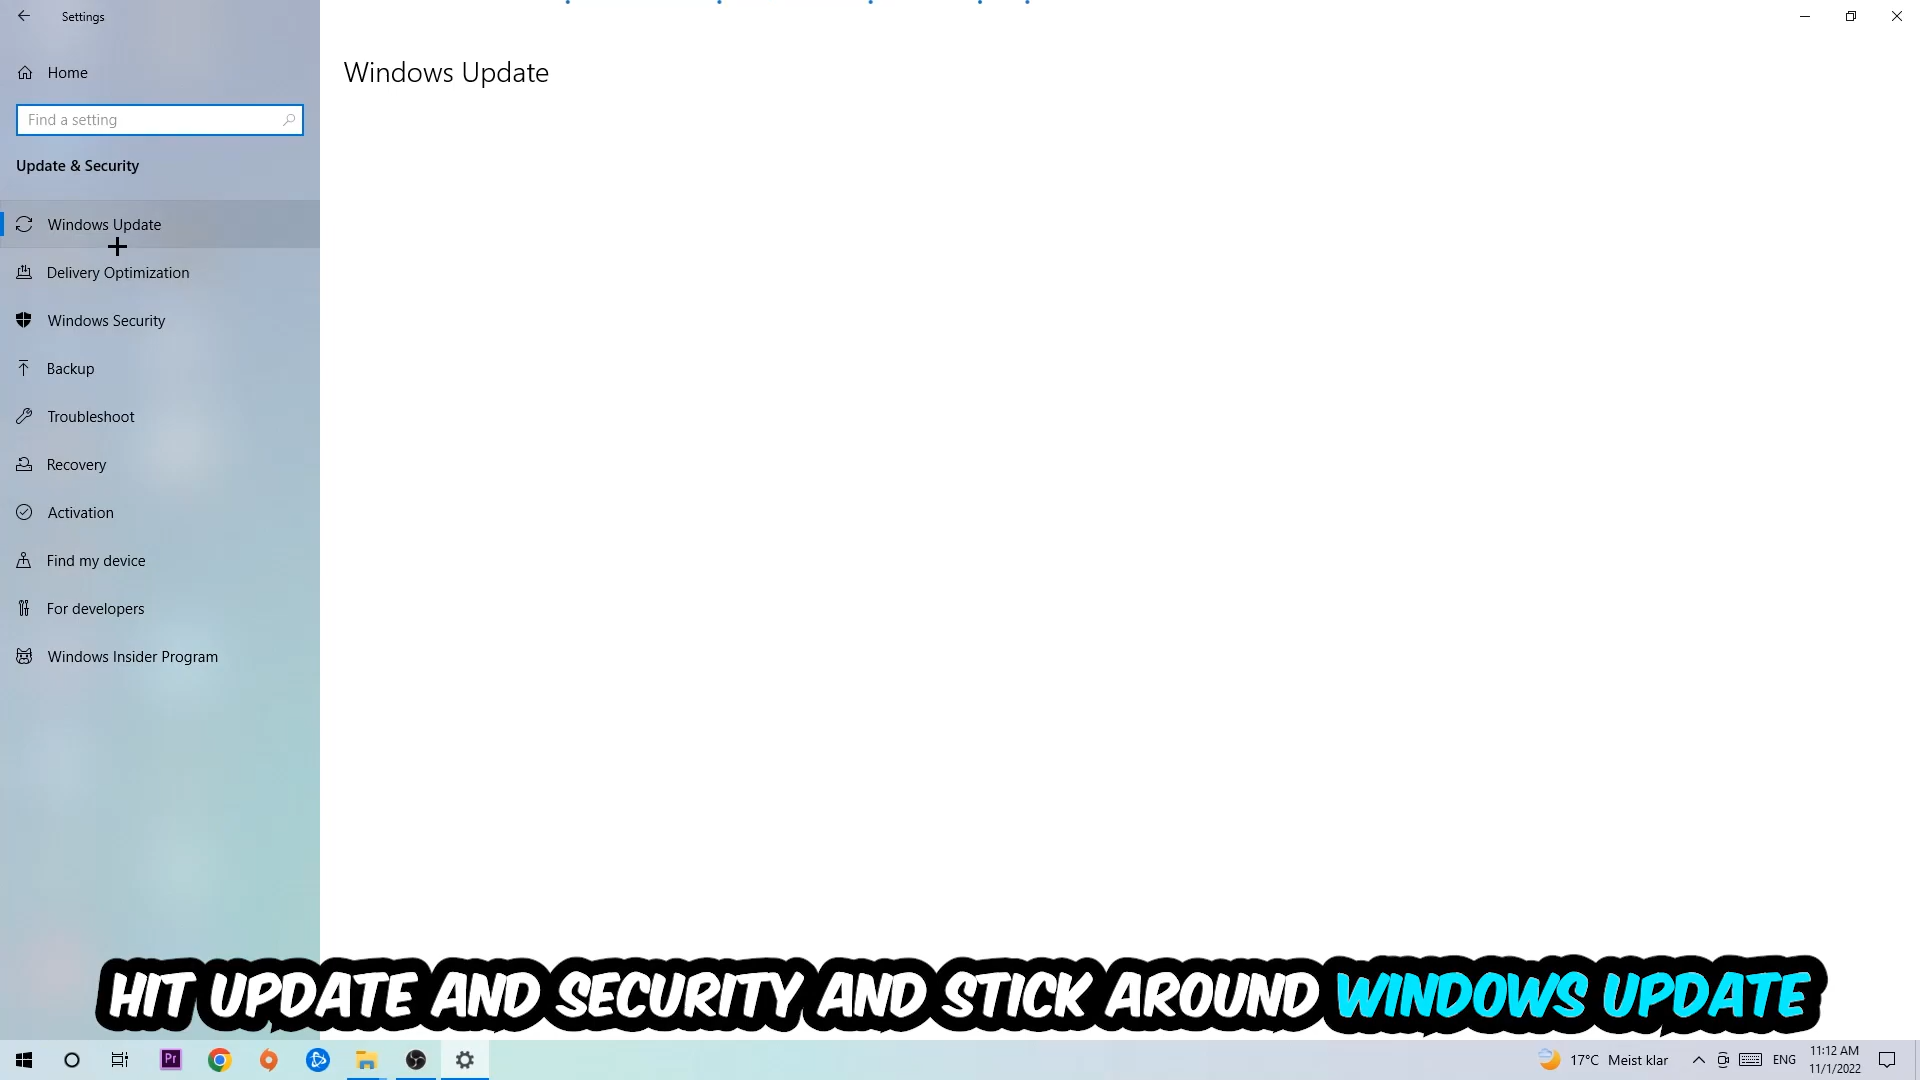 Settings
Home
Find a setting
Update & Security
Windows Update
Delivery Optimization
Windows Security
Backup
Troubleshoot
Recovery
Activation
Find my device
For developers
Windows Insider Program
Windows Update
HIT UPDATE AND SECURITY AND STICK AROUND WINDOWS UPDATE
Pr
17°C Meist klar
ENG
11:12 AM
11/1/2022